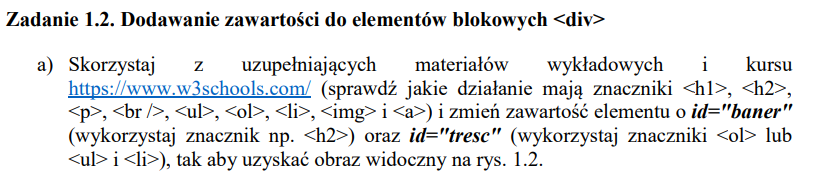 Zadanie 1.2. Dodawanie zawartości do elementów blokowych <div>
a) Skorzystaj z uzupełniających materiałów wykładowych i kursu
https://www.w3schools.com/ (sprawdź jakie działanie mają znaczniki <h1>, <h2>,
<p>, <br />, <ul>, <ol>, <li>, <img> i <a>) i zmień zawartość elementu o id="baner"
(wykorzystaj znacznik np. <h2>) oraz id="tresc" (wykorzystaj znaczniki <ol> lub
<ul> i <li>), tak aby uzyskać obraz widoczny na rys. 1.2.